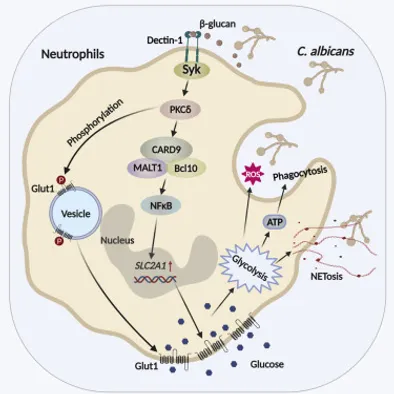 β-glucan
Dectin-1
Neutrophils
C. albicans
Syk
PKCδ
Phosphorylation
CARD9
MALT1
Bcl10
ROS
Phagocytosis
P
Glut1
Vesicle
P
NFκB
ATP
Nucleus
SLC2A1↑
Glycolysis
NETosis
Glut1
Glucose